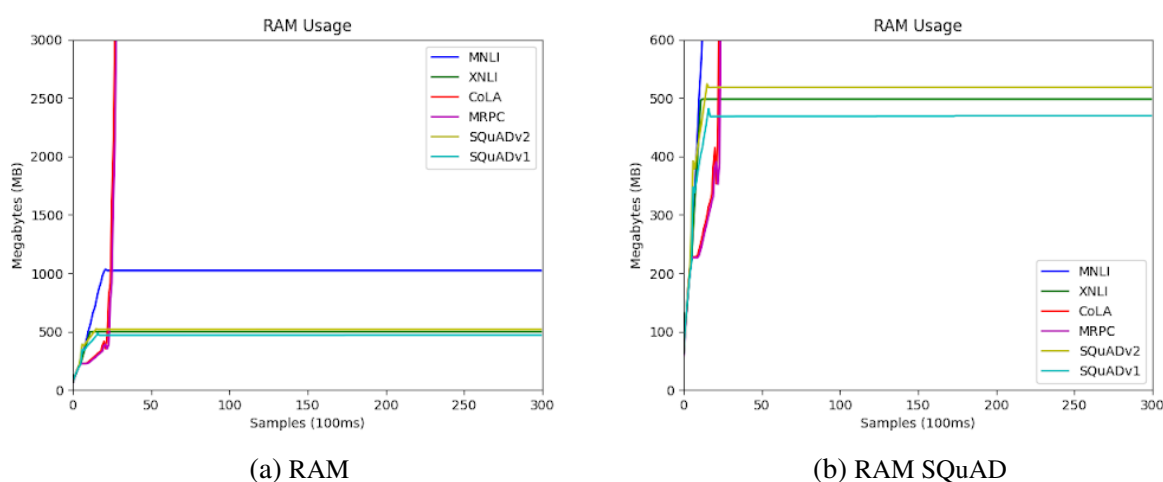 RAM Usage
3000
2500
2000
1500
1000
500
0
Megabytes (MB)
MNLI
XNLI
CoLA
MRPC
SQuADv2
SQuADv1
0 50 100 150 200 250 300
Samples (100ms)
(a) RAM
RAM Usage
600
500
400
300
200
100
0
Megabytes (MB)
MNLI
XNLI
CoLA
MRPC
SQuADv2
SQuADv1
0 50 100 150 200 250 300
Samples (100ms)
(b) RAM SQuAD